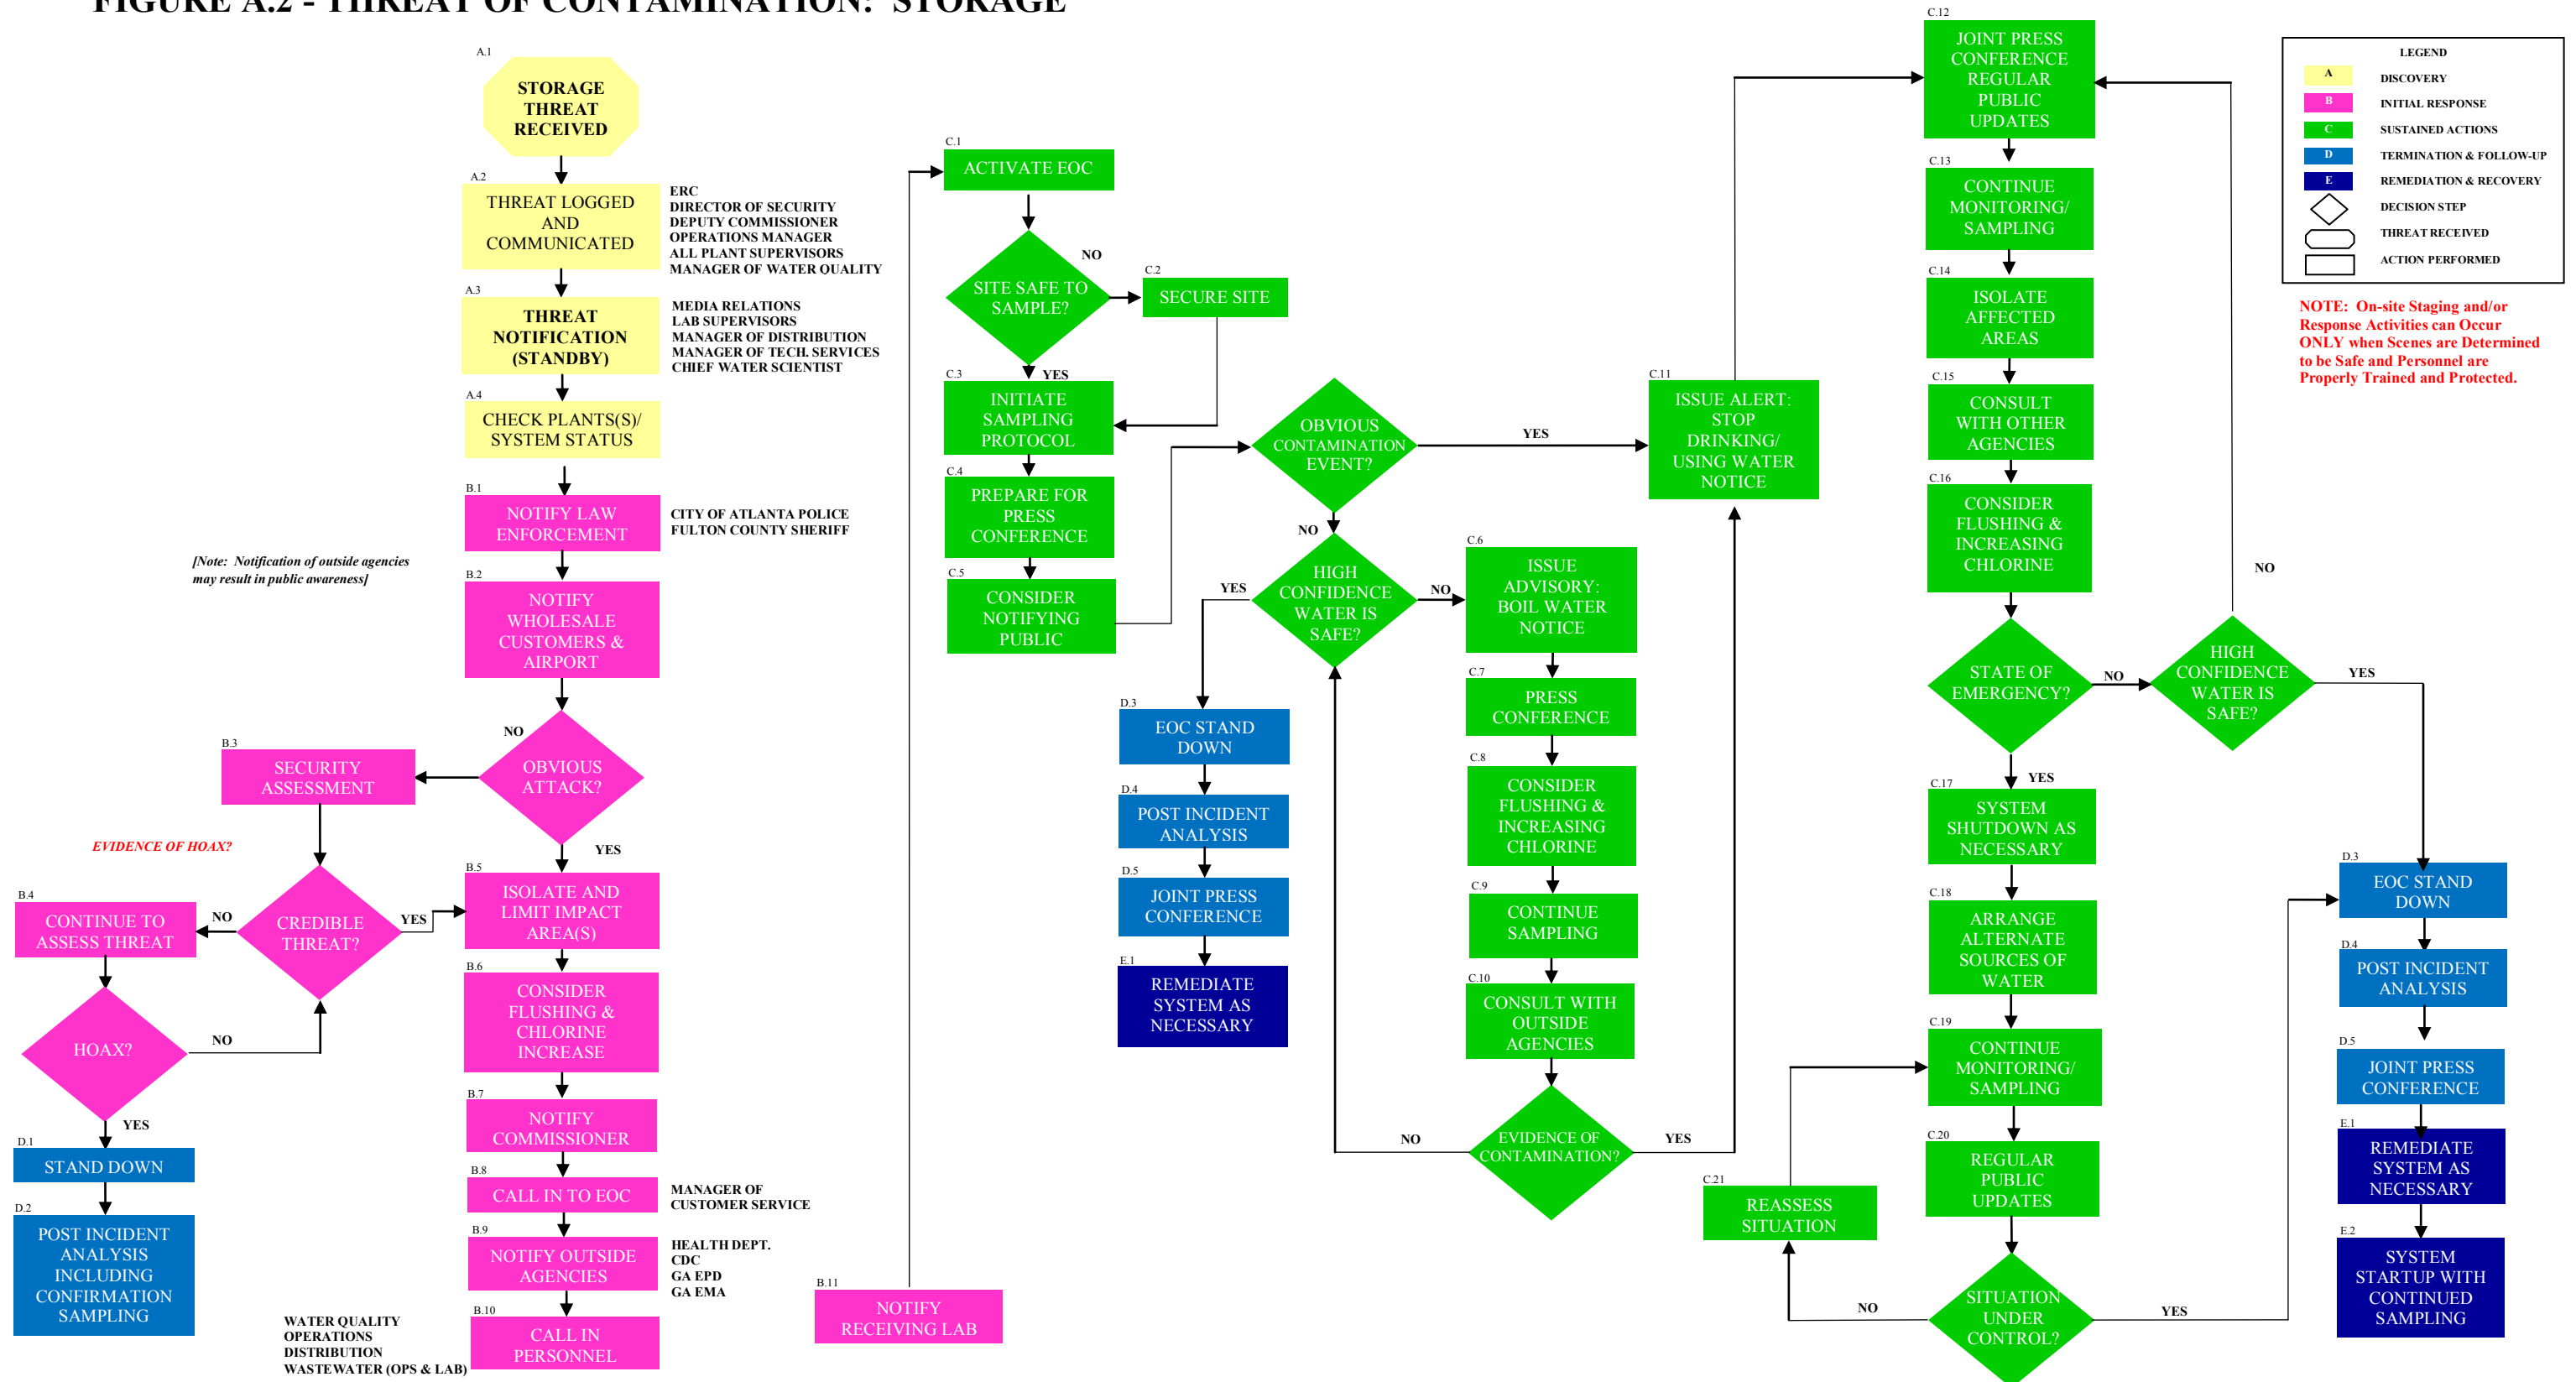 FIGURE A.2 - THREAT OF CONTAMINATION: STORAGE
A.1
STORAGE
THREAT
RECEIVED
A.2
THREAT LOGGED
AND
COMMUNICATED
ERC
DIRECTOR OF SECURITY
DEPUTY COMMISSIONER
OPERATIONS MANAGER
ALL PLANT SUPERVISORS
MANAGER OF WATER QUALITY
A.3
THREAT
NOTIFICATION
(STANDBY)
MEDIA RELATIONS
LAB SUPERVISORS
MANAGER OF DISTRIBUTION
MANAGER OF TECH. SERVICES
CHIEF WATER SCIENTIST
A.4
CHECK PLANTS(S)/
SYSTEM STATUS
B.1
NOTIFY LAW
ENFORCEMENT
CITY OF ATLANTA POLICE
FULTON COUNTY SHERIFF
[Note: Notification of outside agencies
may result in public awareness]
B.2
NOTIFY
WHOLESALE
CUSTOMERS &
AIRPORT
NO
OBVIOUS
ATTACK?
YES
B.3
SECURITY
ASSESSMENT
EVIDENCE OF HOAX?
B.4
CONTINUE TO
ASSESS THREAT
NO
CREDIBLE
THREAT?
YES
HOAX?
NO
YES
D.1
STAND DOWN
D.2
POST INCIDENT
ANALYSIS
INCLUDING
CONFIRMATION
SAMPLING
B.5
ISOLATE AND
LIMIT IMPACT
AREA(S)
B.6
CONSIDER
FLUSHING &
CHLORINE
INCREASE
B.7
NOTIFY
COMMISSIONER
B.8
CALL IN TO EOC
MANAGER OF
CUSTOMER SERVICE
B.9
NOTIFY OUTSIDE
AGENCIES
HEALTH DEPT.
CDC
GA EPD
GA EMA
B.10
CALL IN
PERSONNEL
WATER QUALITY
OPERATIONS
DISTRIBUTION
WASTEWATER (OPS & LAB)
B.11
NOTIFY
RECEIVING LAB
C.1
ACTIVATE EOC
SITE SAFE TO
SAMPLE?
NO
YES
C.2
SECURE SITE
C.3
INITIATE
SAMPLING
PROTOCOL
C.4
PREPARE FOR
PRESS
CONFERENCE
C.5
CONSIDER
NOTIFYING
PUBLIC
OBVIOUS
CONTAMINATION
EVENT?
YES
NO
HIGH
CONFIDENCE
WATER IS
SAFE?
YES
NO
D.3
EOC STAND
DOWN
D.4
POST INCIDENT
ANALYSIS
D.5
JOINT PRESS
CONFERENCE
E.1
REMEDIATE
SYSTEM AS
NECESSARY
C.6
ISSUE
ADVISORY:
BOIL WATER
NOTICE
C.7
PRESS
CONFERENCE
C.8
CONSIDER
FLUSHING &
INCREASING
CHLORINE
C.9
CONTINUE
SAMPLING
C.10
CONSULT WITH
OUTSIDE
AGENCIES
EVIDENCE OF
CONTAMINATION?
NO
YES
C.11
ISSUE ALERT:
STOP
DRINKING/
USING WATER
NOTICE
C.12
JOINT PRESS
CONFERENCE
REGULAR
PUBLIC
UPDATES
C.13
CONTINUE
MONITORING/
SAMPLING
C.14
ISOLATE
AFFECTED
AREAS
C.15
CONSULT
WITH OTHER
AGENCIES
C.16
CONSIDER
FLUSHING &
INCREASING
CHLORINE
STATE OF
EMERGENCY?
NO
YES
HIGH
CONFIDENCE
WATER IS
SAFE?
NO
YES
C.17
SYSTEM
SHUTDOWN AS
NECESSARY
C.18
ARRANGE
ALTERNATE
SOURCES OF
WATER
C.19
CONTINUE
MONITORING/
SAMPLING
C.20
REGULAR
PUBLIC
UPDATES
C.21
REASSESS
SITUATION
SITUATION
UNDER
CONTROL?
NO
YES
D.3
EOC STAND
DOWN
D.4
POST INCIDENT
ANALYSIS
D.5
JOINT PRESS
CONFERENCE
E.1
REMEDIATE
SYSTEM AS
NECESSARY
E.2
SYSTEM
STARTUP WITH
CONTINUED
SAMPLING
LEGEND
A DISCOVERY
B INITIAL RESPONSE
C SUSTAINED ACTIONS
D TERMINATION & FOLLOW-UP
E REMEDIATION & RECOVERY
DECISION STEP
THREAT RECEIVED
ACTION PERFORMED
NOTE: On-site Staging and/or
Response Activities can Occur
ONLY when Scenes are Determined
to be Safe and Personnel are
Properly Trained and Protected.